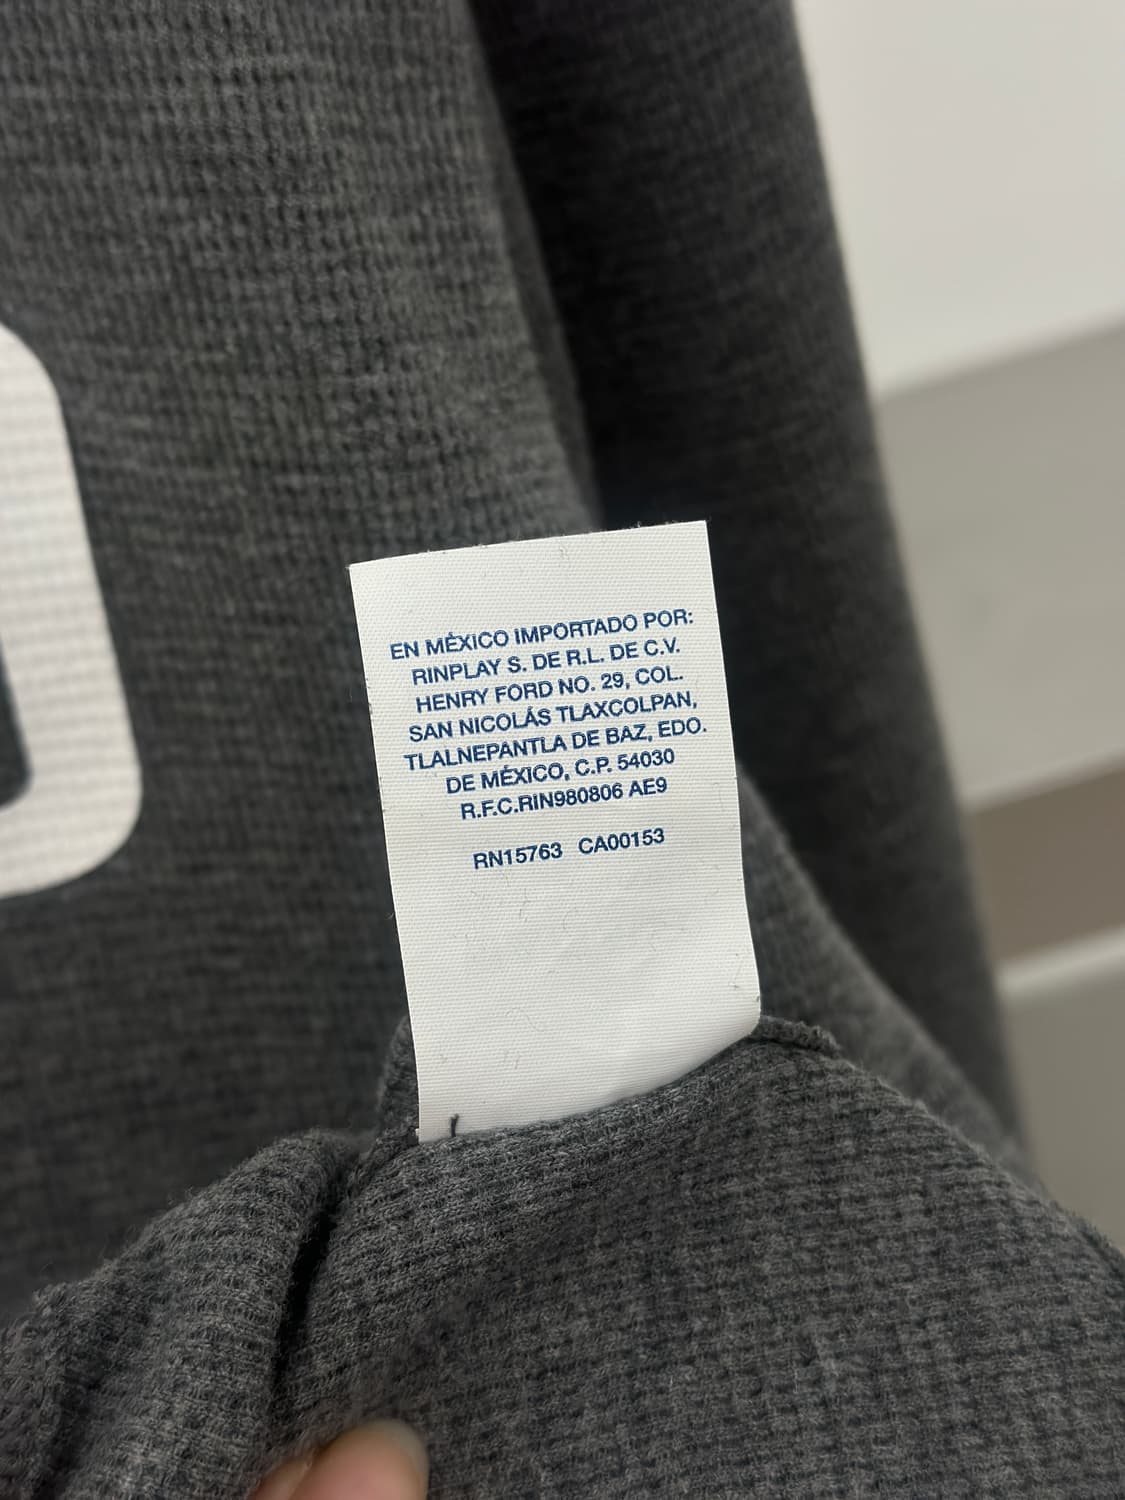 EN MÉXICO IMPORTADO POR:
RINPLAY S. DE R.L. DE C.V.
HENRY FORD NO. 29, COL.
SAN NICOLÁS TLAXCOLPAN,
TLALNEPANTLA DE BAZ, EDO.
DE MÉXICO, C.P. 54030
R.F.C.RIN980806 AE9
RN15763 CA00153